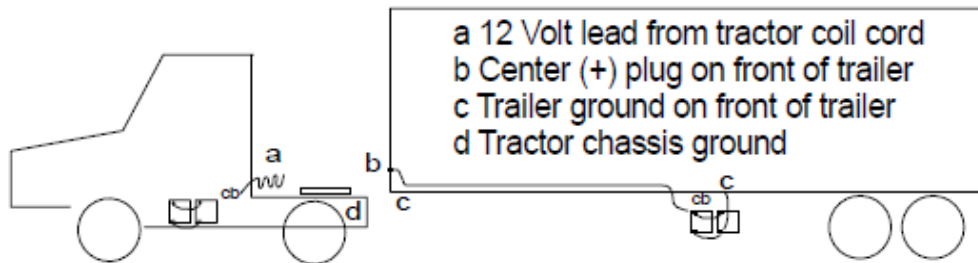 a 12 Volt lead from tractor coil cord
b Center (+) plug on front of trailer
c Trailer ground on front of trailer
d Tractor chassis ground
a
b
cb
c
c
cb
d